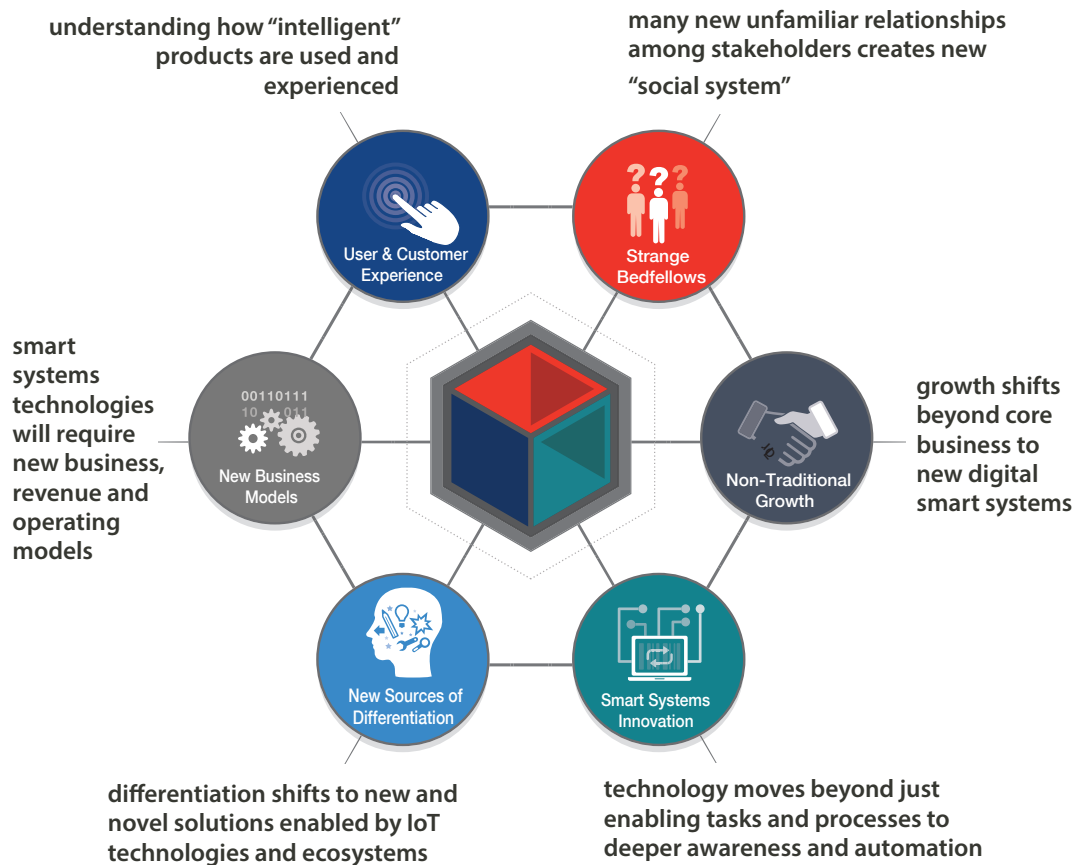 understanding how “intelligent”
products are used and
experienced
many new unfamiliar relationships
among stakeholders creates new
“social system”
User & Customer
Experience
Strange
Bedfellows
smart
systems
technologies
will require
new business,
revenue and
operating
models
00110111
10 011
New Business
Models
Non-Traditional
Growth
growth shifts
beyond core
business to
new digital
smart systems
New Sources of
Differentiation
Smart Systems
Innovation
differentiation shifts to new and
novel solutions enabled by IoT
technologies and ecosystems
technology moves beyond just
enabling tasks and processes to
deeper awareness and automation